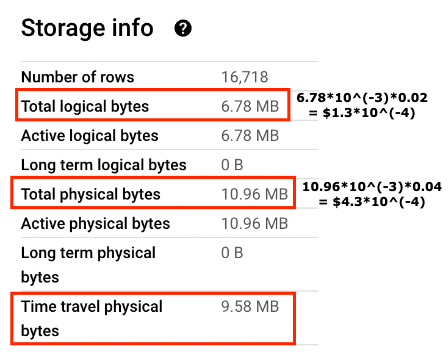 Storage info ?
Number of rows 16,718
Total logical bytes 6.78 MB 6.78*10^(-3)*0.02
= $1.3*10^(-4)
Active logical bytes 6.78 MB
Long term logical bytes 0 B
Total physical bytes 10.96 MB 10.96*10^(-3)*0.04
= $4.3*10^(-4)
Active physical bytes 10.96 MB
Long term physical 0 B
bytes
Time travel physical 9.58 MB
bytes